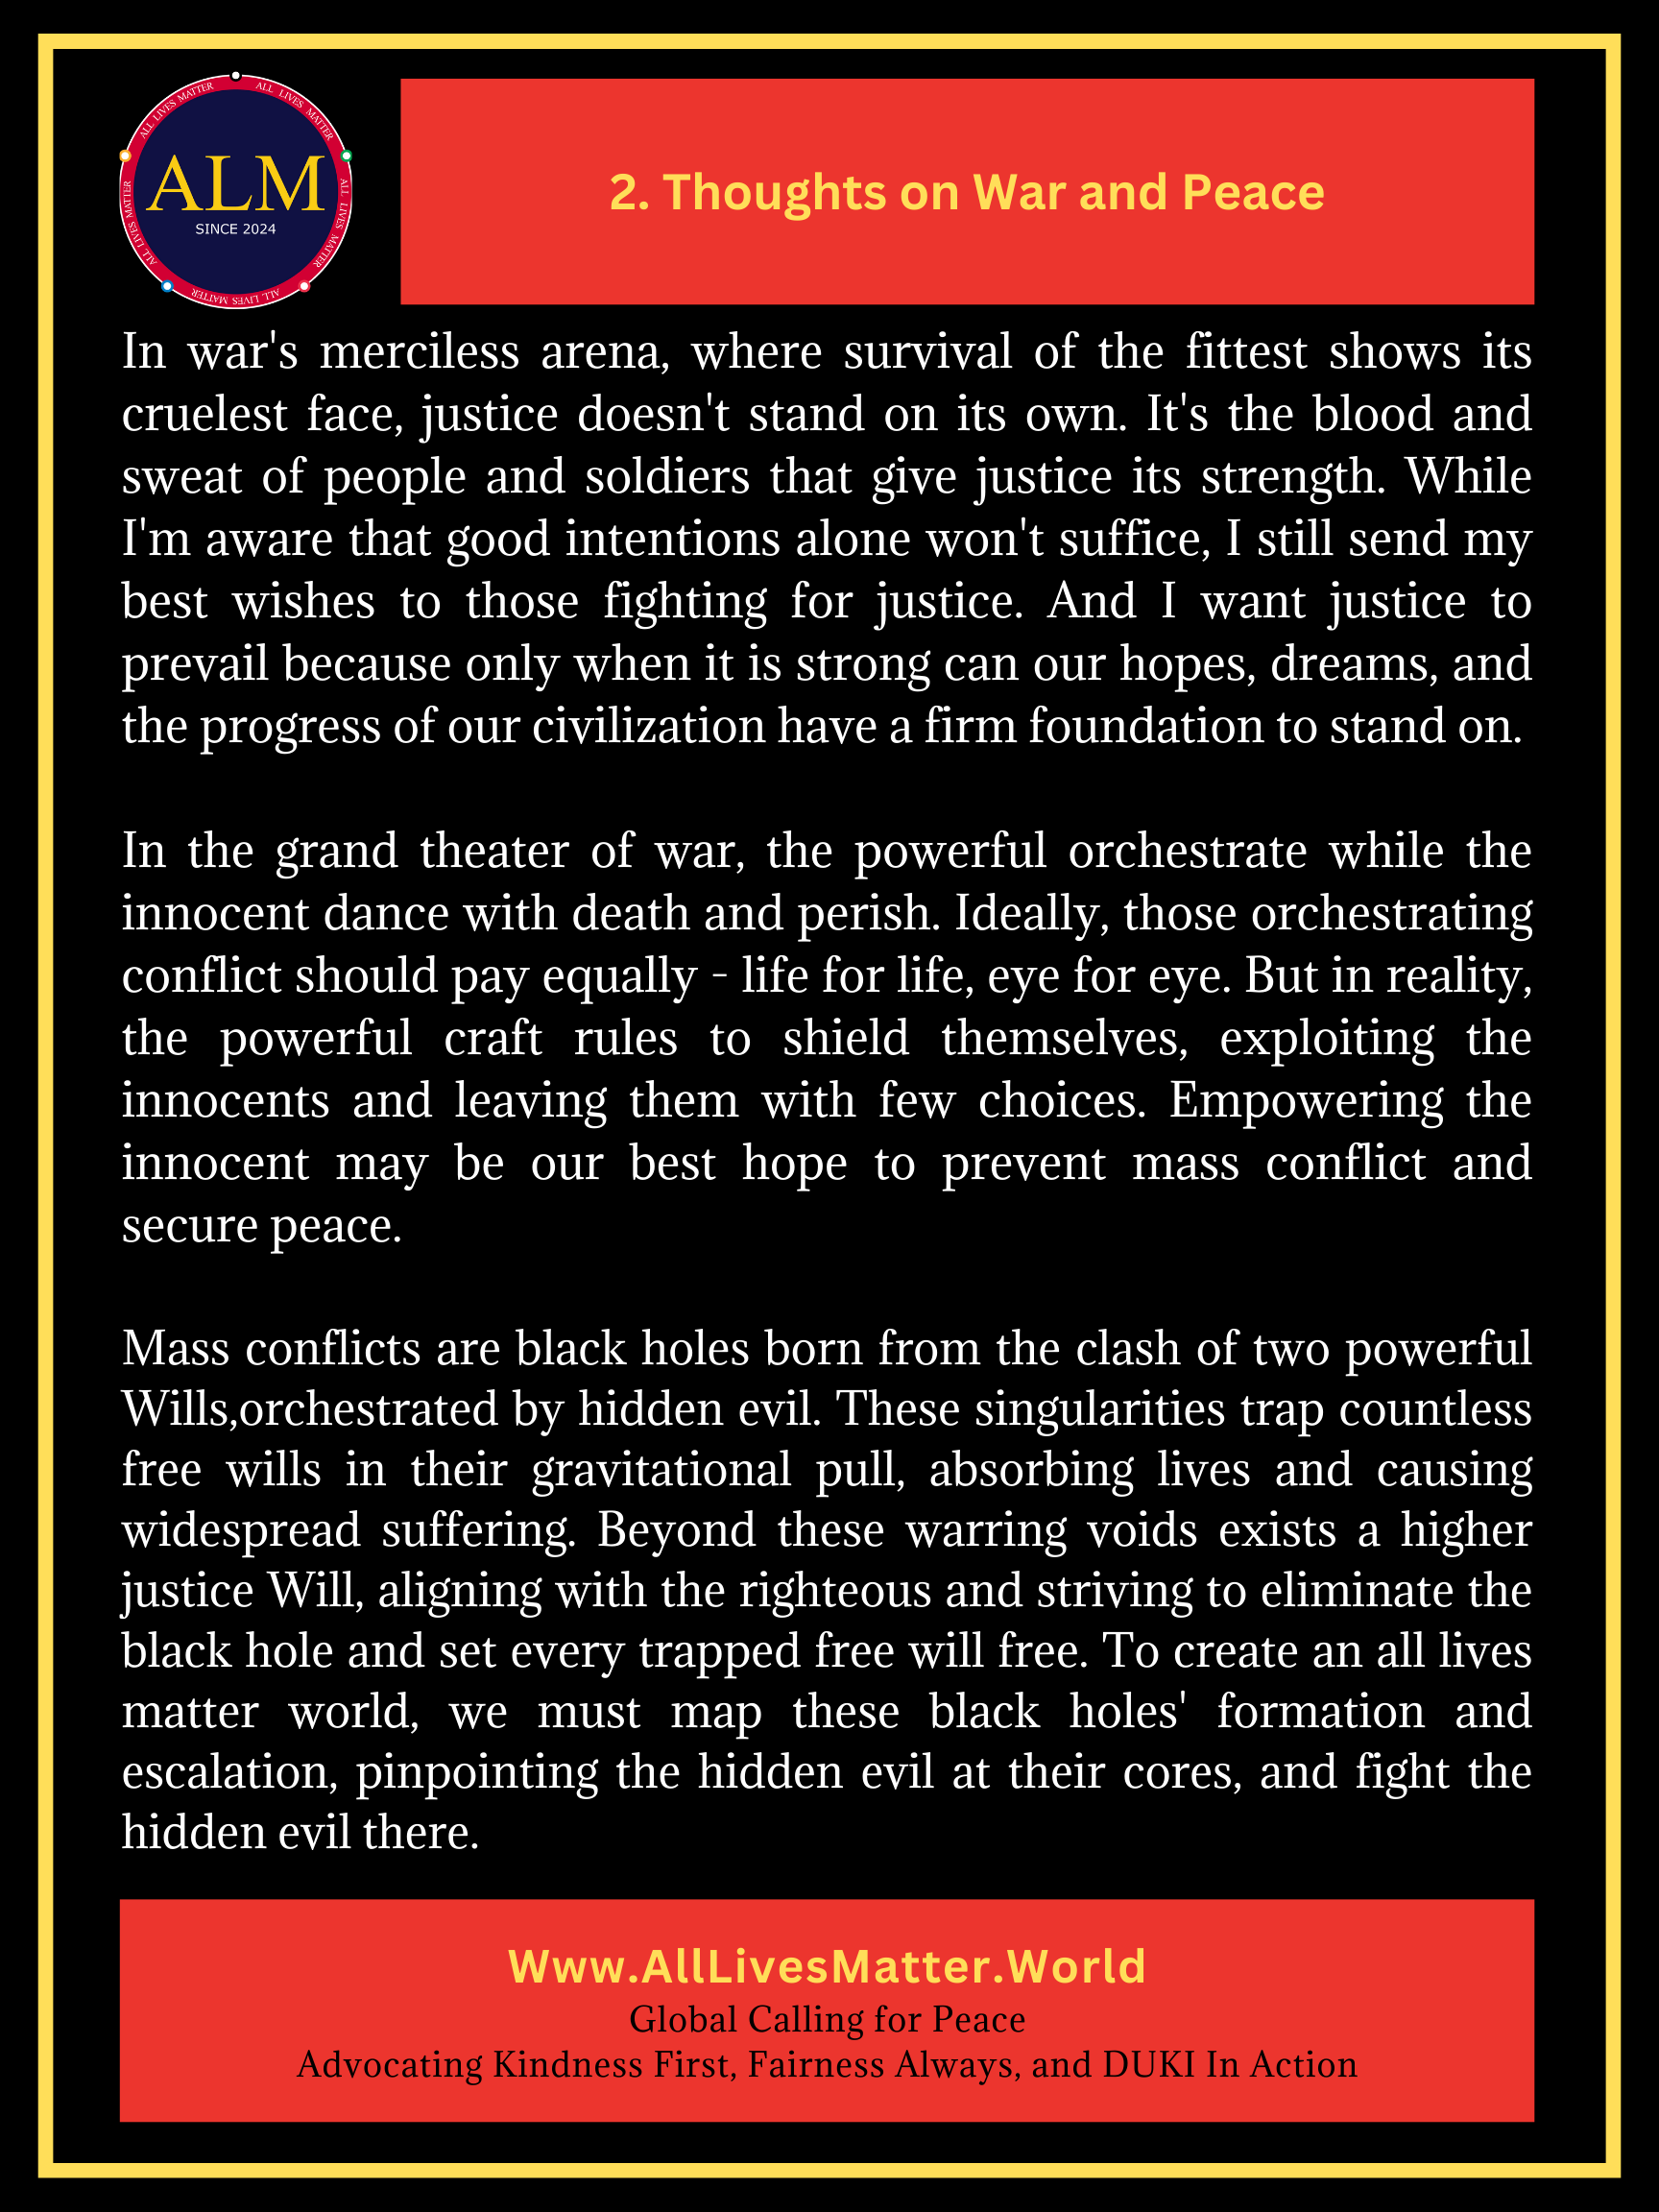 ALL LIVES MATTER
ALL LIVES MATTER
ALL LIVES MATTER
ALL LIVES MATTER
ALL LIVES MATTER
ALM
SINCE 2024
2. Thoughts on War and Peace
In war's merciless arena, where survival of the fittest shows its
cruelest face, justice doesn't stand on its own. It's the blood and
sweat of people and soldiers that give justice its strength. While
I'm aware that good intentions alone won't suffice, I still send my
best wishes to those fighting for justice. And I want justice to
prevail because only when it is strong can our hopes, dreams, and
the progress of our civilization have a firm foundation to stand on.
In the grand theater of war, the powerful orchestrate while the
innocent dance with death and perish. Ideally, those orchestrating
conflict should pay equally - life for life, eye for eye. But in reality,
the powerful craft rules to shield themselves, exploiting the
innocents and leaving them with few choices. Empowering the
innocent may be our best hope to prevent mass conflict and
secure peace.
Mass conflicts are black holes born from the clash of two powerful
Wills,orchestrated by hidden evil. These singularities trap countless
free wills in their gravitational pull, absorbing lives and causing
widespread suffering. Beyond these warring voids exists a higher
justice Will, aligning with the righteous and striving to eliminate the
black hole and set every trapped free will free. To create an all lives
matter world, we must map these black holes' formation and
escalation, pinpointing the hidden evil at their cores, and fight the
hidden evil there.
Www.AllLivesMatter.World
Global Calling for Peace
Advocating Kindness First, Fairness Always, and DUKI In Action